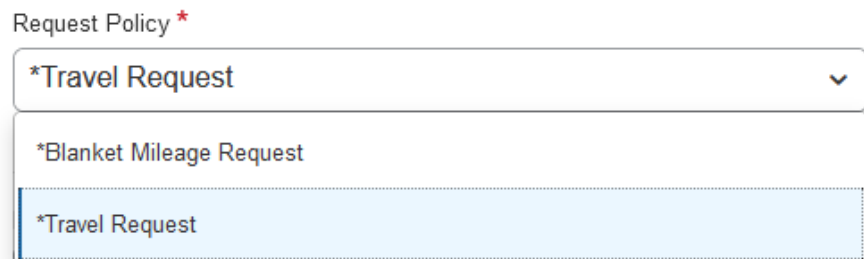 Request Policy *
*Travel Request
*Blanket Mileage Request
*Travel Request